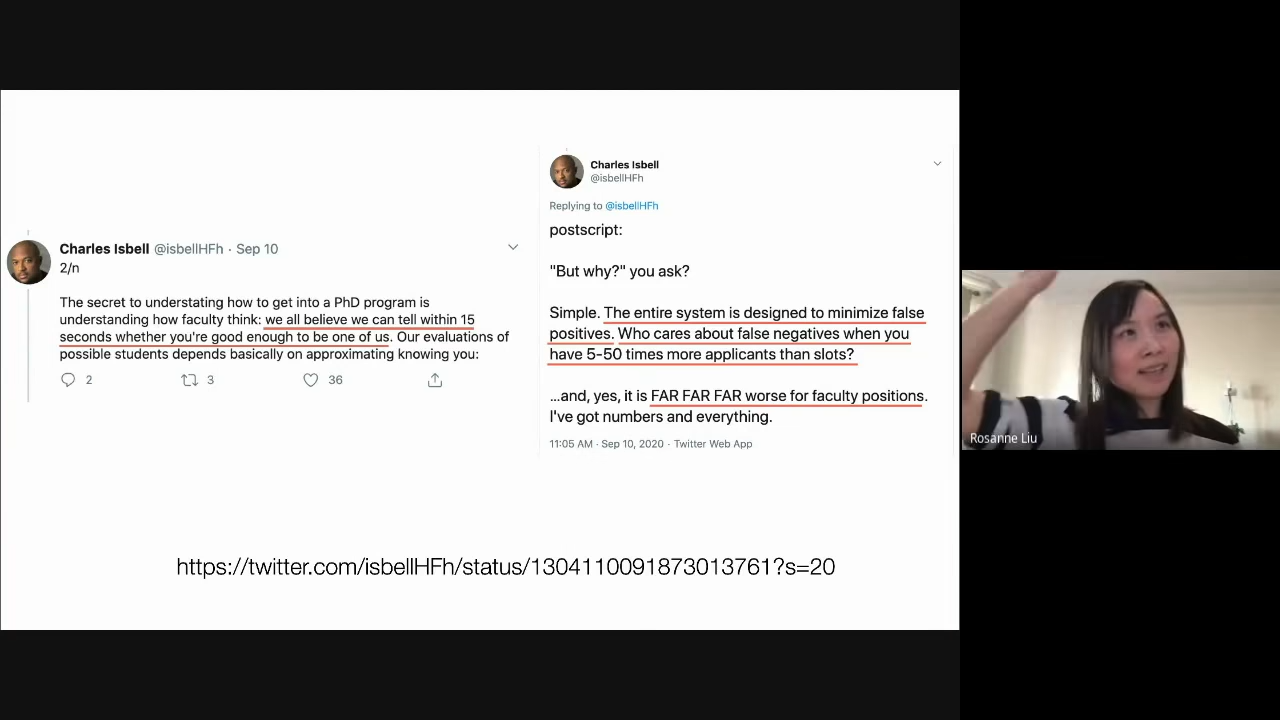 Charles Isbell @isbellHFh · Sep 10
2/n
The secret to understating how to get into a PhD program is
understanding how faculty think: we all believe we can tell within 15
seconds whether you're good enough to be one of us. Our evaluations of
possible students depends basically on approximating knowing you:
2 3 36
Charles Isbell
@isbellHFh
Replying to @isbellHFh
postscript:
"But why?" you ask?
Simple. The entire system is designed to minimize false
positives. Who cares about false negatives when you
have 5-50 times more applicants than slots?
...and, yes, it is FAR FAR FAR worse for faculty positions.
I've got numbers and everything.
11:05 AM · Sep 10, 2020 · Twitter Web App
https://twitter.com/isbellHFh/status/1304110091873013761?s=20
Rosanne Liu